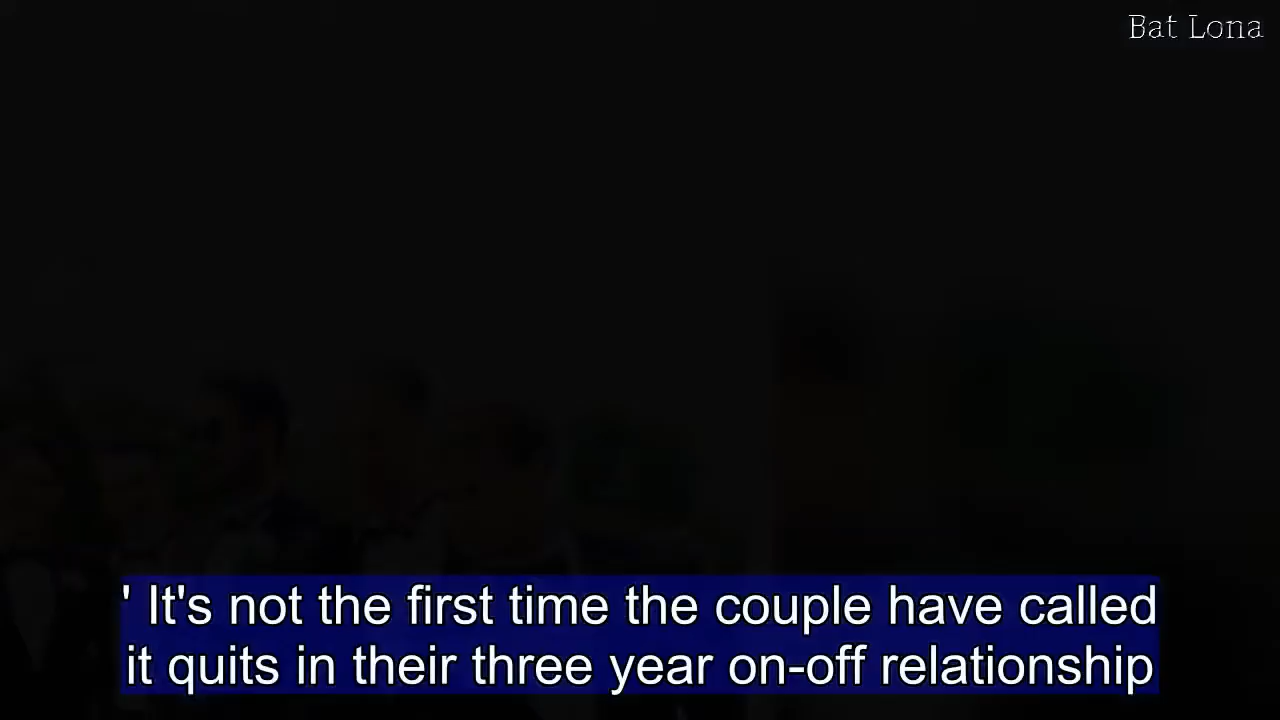 Bat Lona
' It's not the first time the couple have called
it quits in their three year on-off relationship